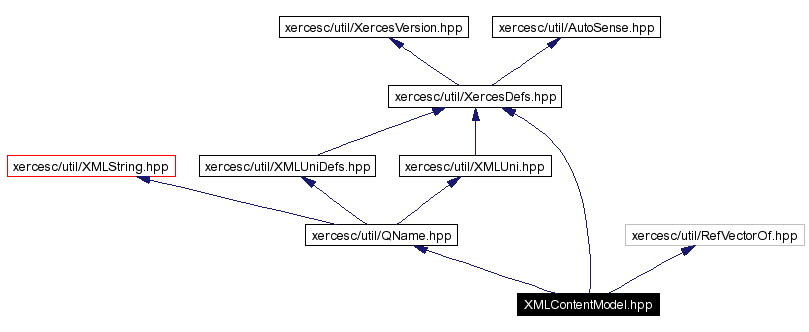 xercesc/util/XercesVersion.hpp
xercesc/util/AutoSense.hpp
xercesc/util/XercesDefs.hpp
xercesc/util/XMLString.hpp
xercesc/util/XMLUniDefs.hpp
xercesc/util/XMLUni.hpp
xercesc/util/QName.hpp
xercesc/util/RefVectorOf.hpp
XMLContentModel.hpp